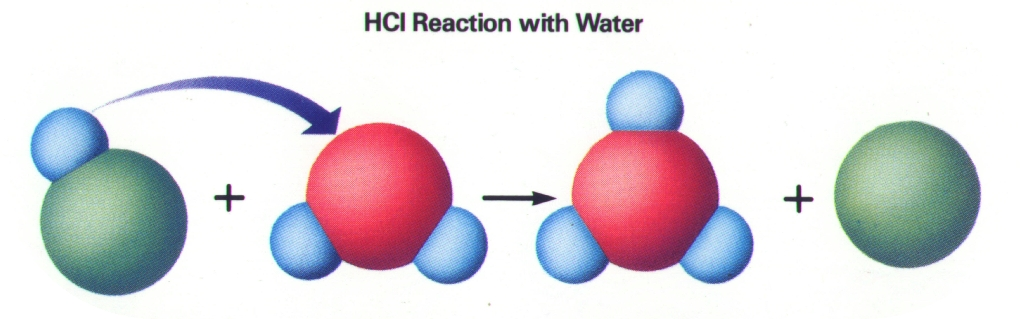 HCl Reaction with Water
+ → +